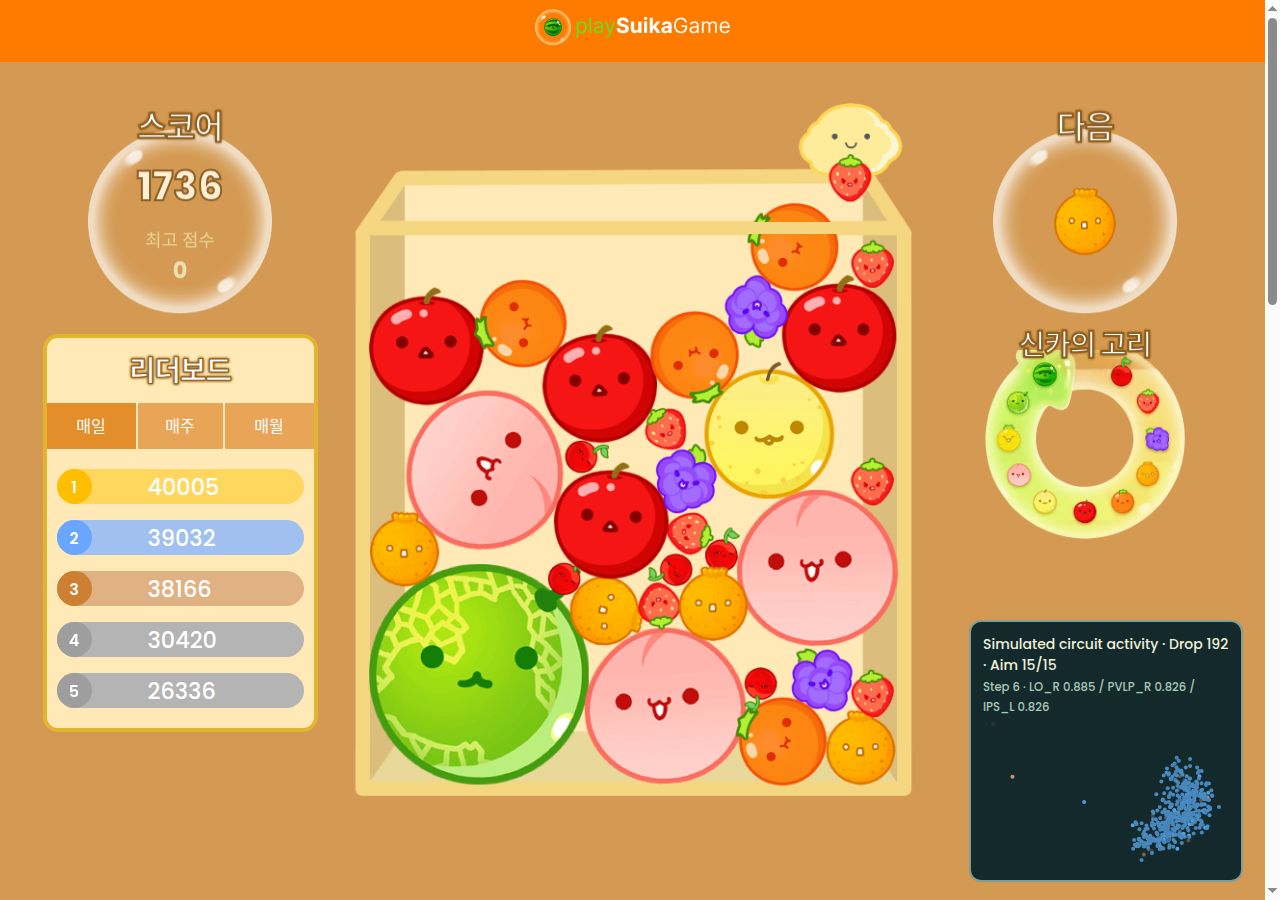 playSuikaGame
스코어
1736
최고 점수
0
리더보드
매일 매주 매월
1 40005
2 39032
3 38166
4 30420
5 26336
다음
신카의 고리
Simulated circuit activity · Drop 192
· Aim 15/15
Step 6 · LO_R 0.885 / PVLP_R 0.826 /
IPS_L 0.826